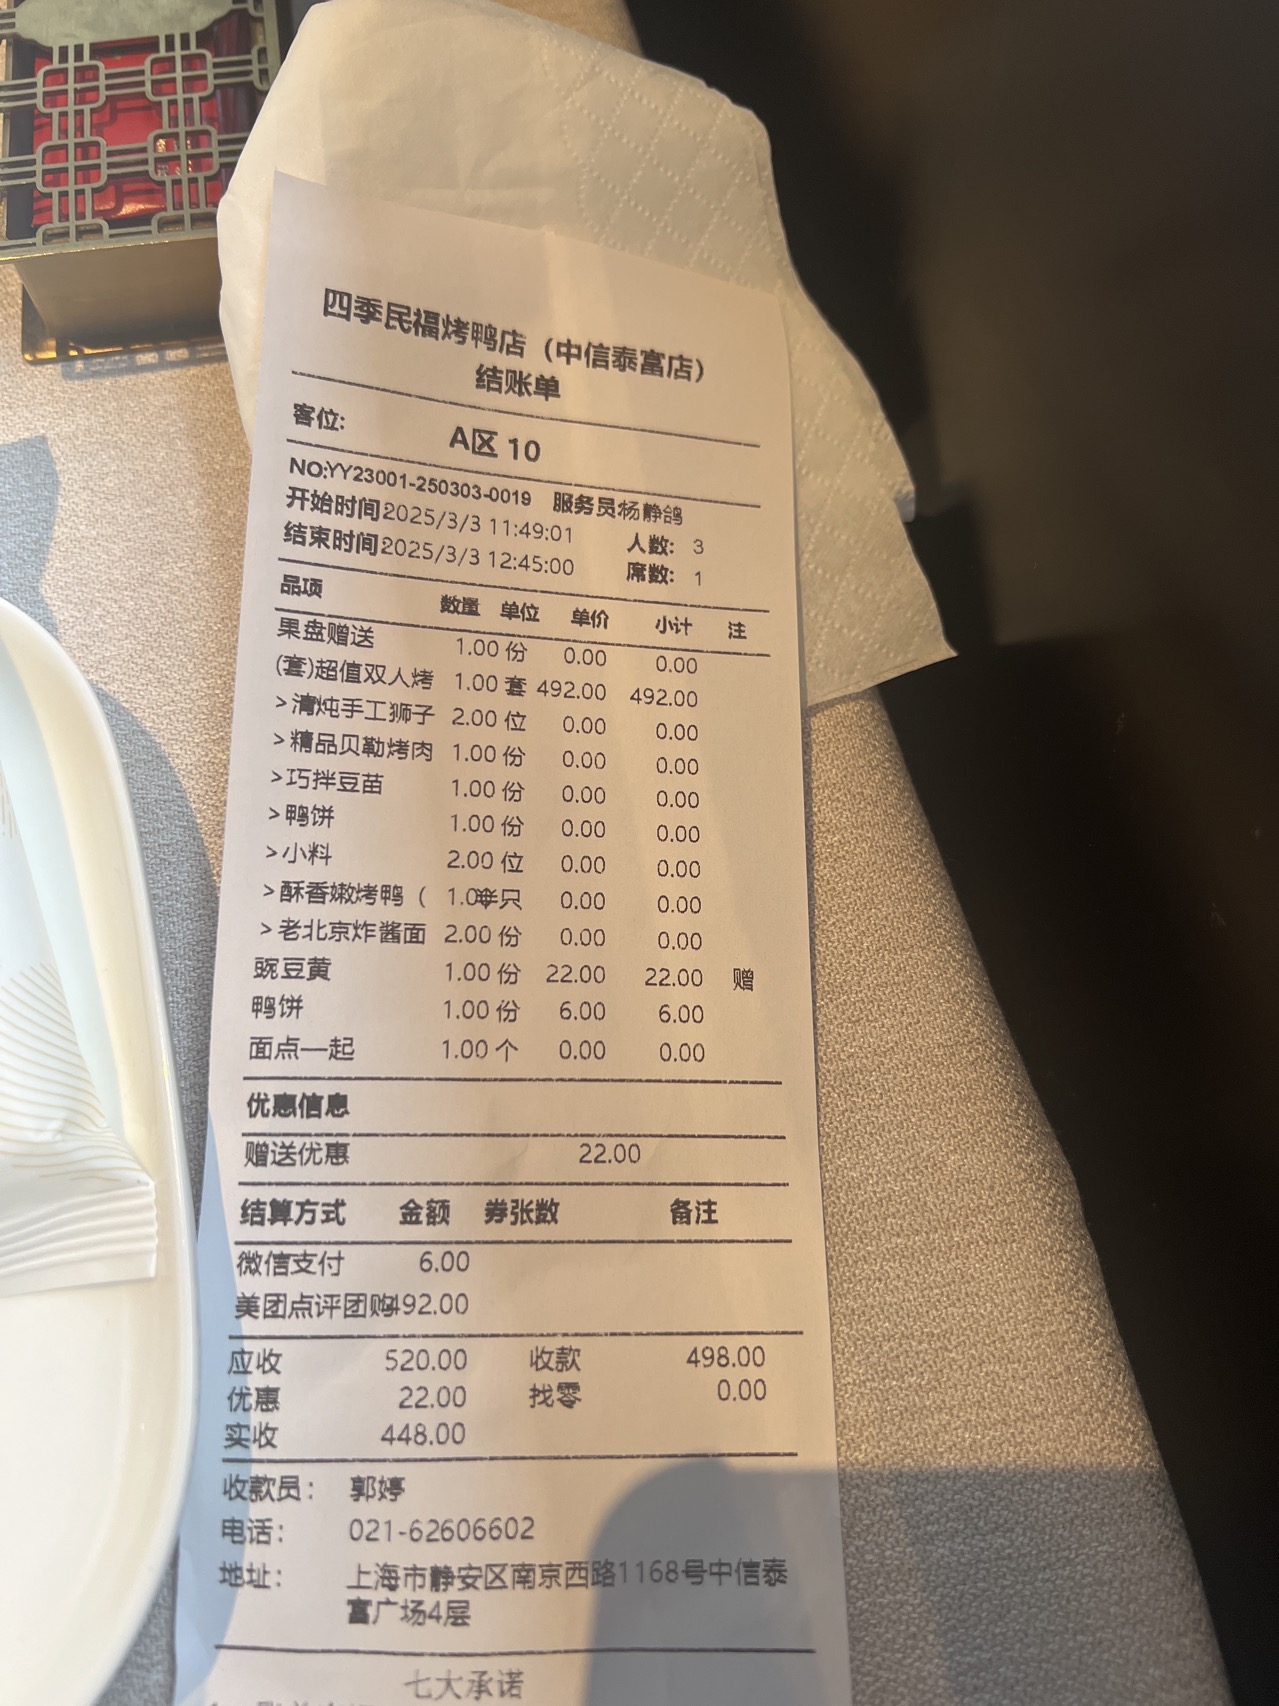 四季民福烤鸭店（中信泰富店）
结账单
客位: A区 10
NO:YY23001-250303-0019 服务员杨静鸽
开始时间2025/3/3 11:49:01 人数: 3
结束时间2025/3/3 12:45:00 席数: 1
品项 数量 单位 单价 小计 注
果盘赠送 1.00 份 0.00 0.00
(套)超值双人烤 1.00 套 492.00 492.00
>清炖手工狮子 2.00 位 0.00 0.00
>精品贝勒烤肉 1.00 份 0.00 0.00
>巧拌豆苗 1.00 份 0.00 0.00
>鸭饼 1.00 份 0.00 0.00
>小料 2.00 位 0.00 0.00
>酥香嫩烤鸭（ 1.0半只 0.00 0.00
>老北京炸酱面 2.00 份 0.00 0.00
豌豆黄 1.00 份 22.00 22.00 赠
鸭饼 1.00 份 6.00 6.00
面点一起 1.00 个 0.00 0.00
优惠信息
赠送优惠 22.00
结算方式 金额 券张数 备注
微信支付 6.00
美团点评团购492.00
应收 520.00 收款 498.00
优惠 22.00 找零 0.00
实收 448.00
收款员: 郭婷
电话: 021-62606602
地址: 上海市静安区南京西路1168号中信泰
富广场4层
七大承诺